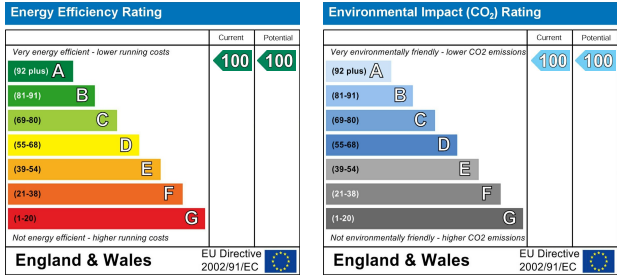 Energy Efficiency Rating
Current Potential
Very energy efficient - lower running costs
(92 plus) A
100 100
(81-91) B
(69-80) C
(55-68) D
(39-54) E
(21-38) F
(1-20) G
Not energy efficient - higher running costs
England & Wales
EU Directive
2002/91/EC
Environmental Impact (CO₂) Rating
Current Potential
Very environmentally friendly - lower CO2 emissions
(92 plus) A
100 100
(81-91) B
(69-80) C
(55-68) D
(39-54) E
(21-38) F
(1-20) G
Not environmentally friendly - higher CO2 emissions
England & Wales
EU Directive
2002/91/EC